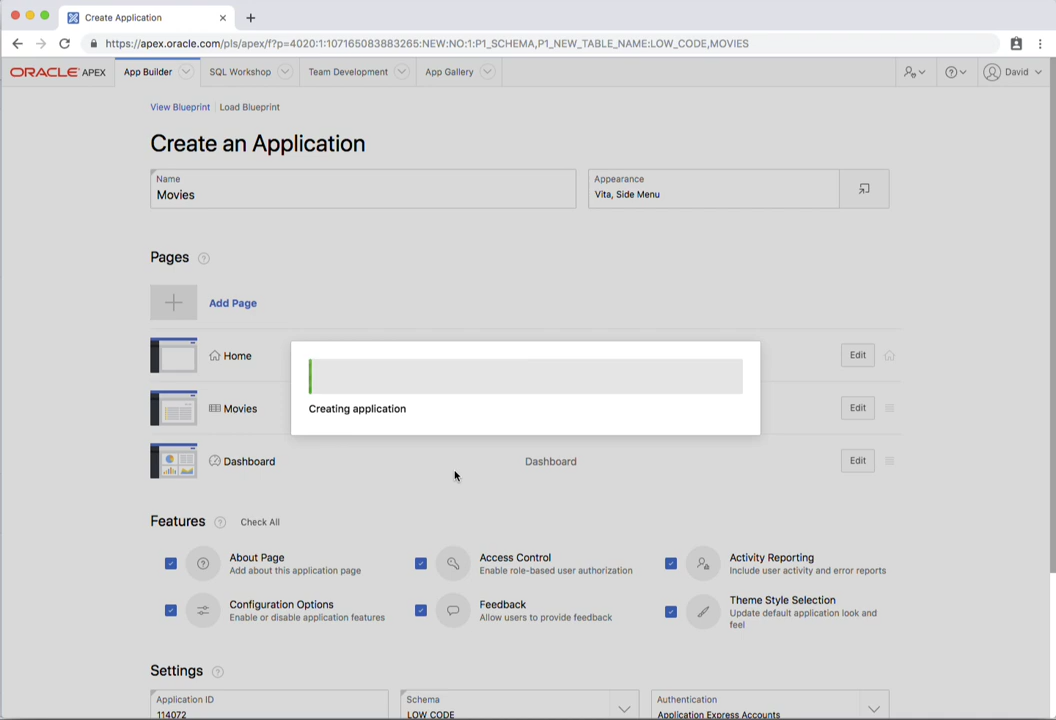 Create Application
https://apex.oracle.com/pls/apex/f?p=4020:1:107165083883265:NEW:NO:1:P1_SCHEMA,P1_NEW_TABLE_NAME:LOW_CODE,MOVIES
ORACLE APEX App Builder SQL Workshop Team Development App Gallery David
View Blueprint Load Blueprint
Create an Application
Name
Movies
Appearance
Vita, Side Menu
Pages
Add Page
Home Edit
Creating application
Movies Edit
Dashboard Dashboard Edit
Features Check All
About Page
Add about this application page
Access Control
Enable role-based user authorization
Activity Reporting
Include user activity and error reports
Configuration Options
Enable or disable application features
Feedback
Allow users to provide feedback
Theme Style Selection
Update default application look and
feel
Settings
Application ID
114072
Schema
LOW CODE
Authentication
Application Express Accounts